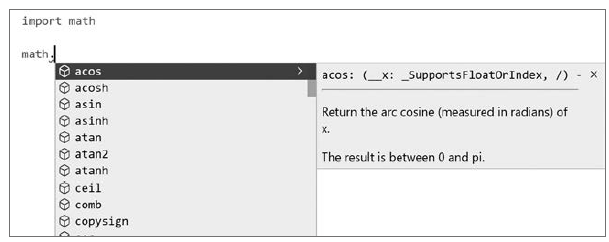 import math
math.
acos
acosh
asin
asinh
atan
atan2
atanh
ceil
comb
copysign
acos: (__x: _SupportsFloatOrIndex, /) -
Return the arc cosine (measured in radians) of
x.
The result is between 0 and pi.